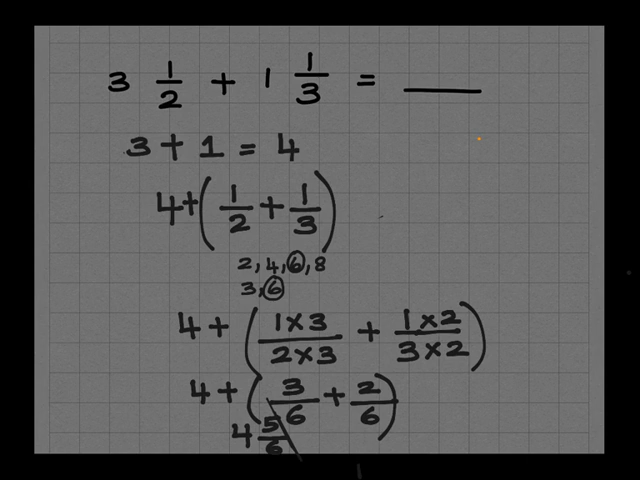 3 1/2 + 1 1/3 = ____
3 + 1 = 4
4+(1/2 + 1/3)
2, 4, 6, 8
3, 6
4 + (1 x 3 / 2 x 3 + 1 x 2 / 3 x 2)
4 + (3/6 + 2/6)
4 5/6